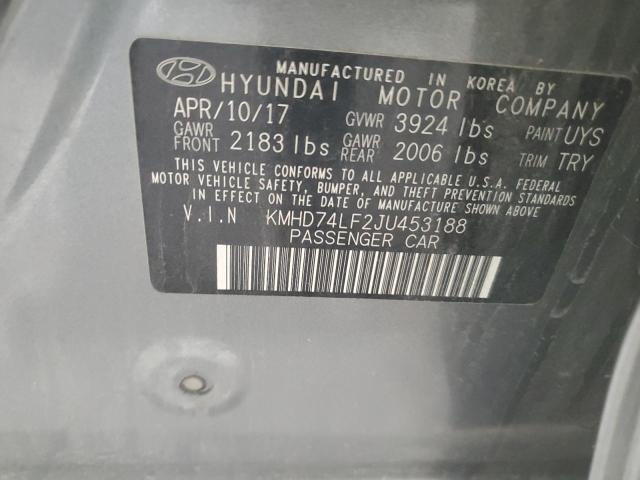 MANUFACTURED IN KOREA BY
HYUNDAI MOTOR COMPANY
APR/10/17 GVWR 3924 lbs PAINT UYS
GAWR FRONT 2183 lbs GAWR REAR 2006 lbs TRIM TRY
THIS VEHICLE CONFORMS TO ALL APPLICABLE U.S.A. FEDERAL
MOTOR VEHICLE SAFETY, BUMPER, AND THEFT PREVENTION STANDARDS
IN EFFECT ON THE DATE OF MANUFACTURE SHOWN ABOVE
V.I.N KMHD74LF2JU453188
PASSENGER CAR